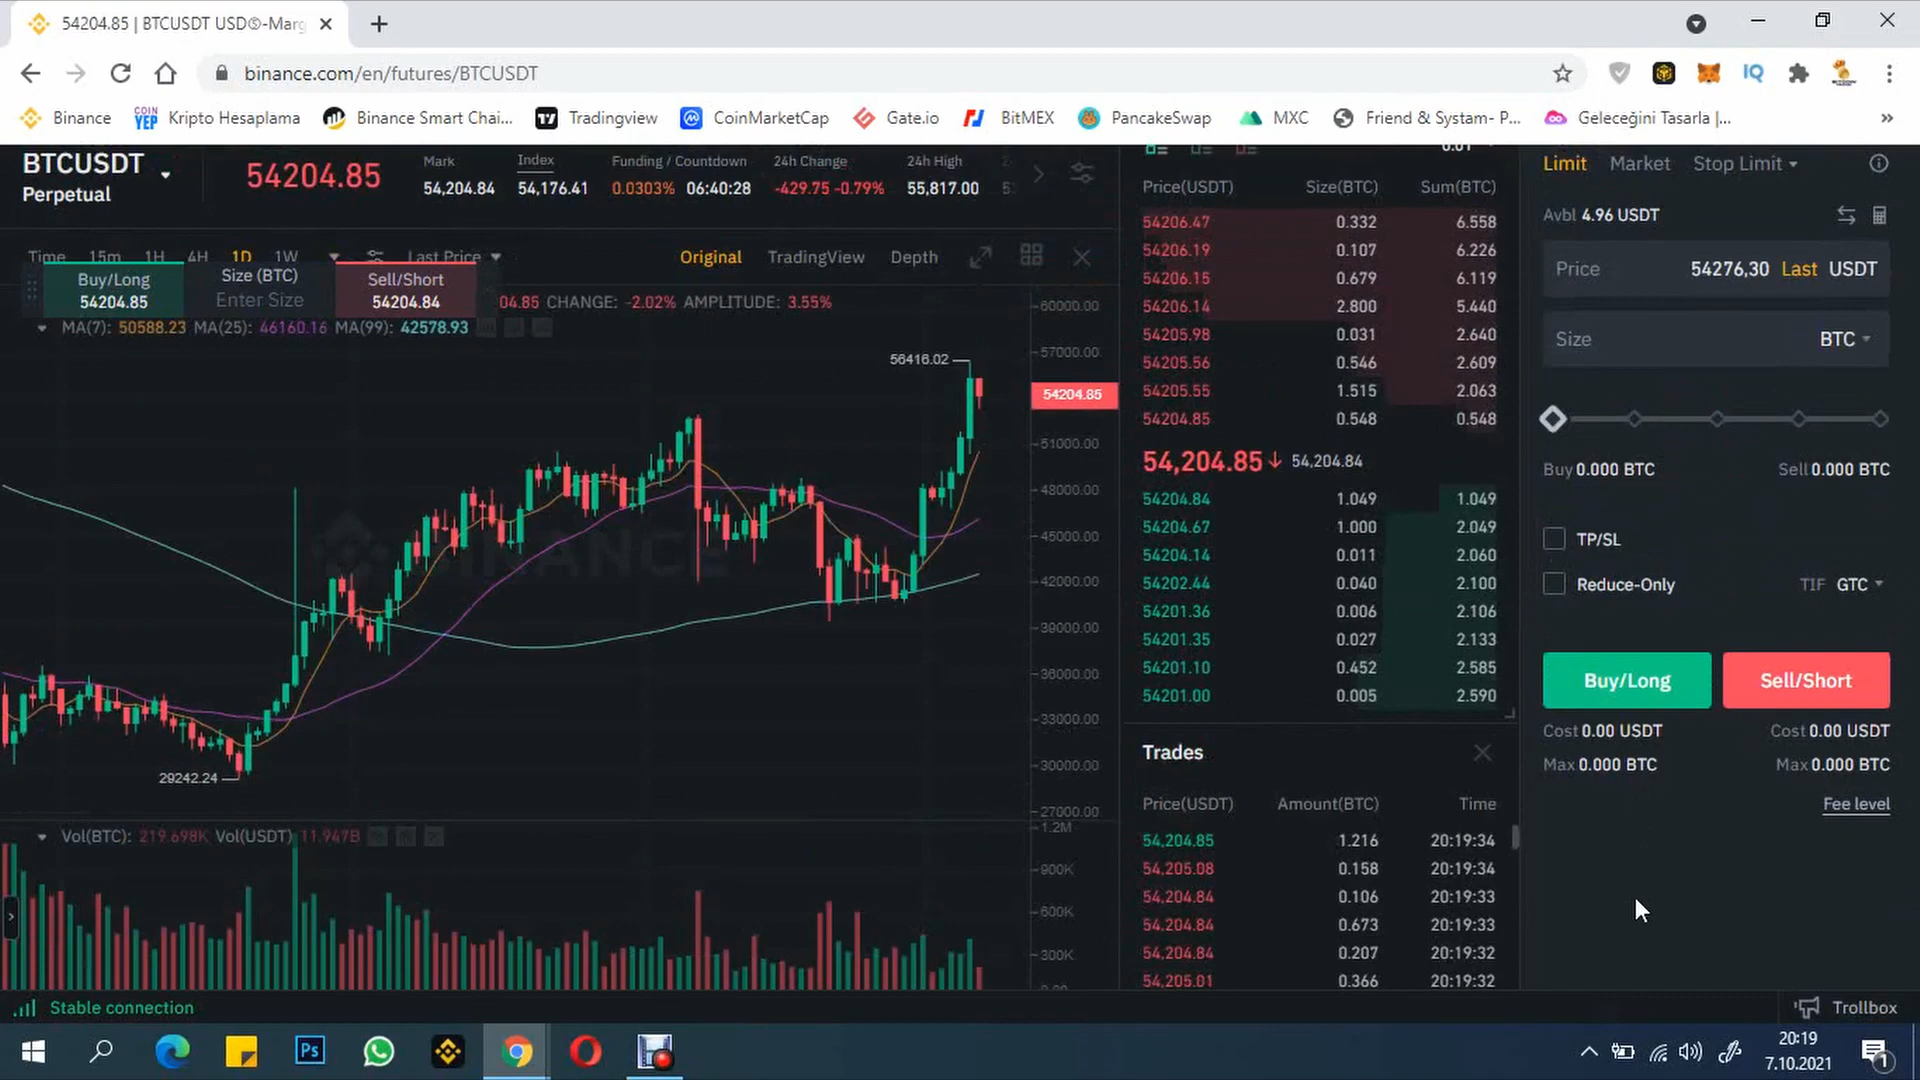 54204.85 | BTCUSDT USDⓈ-Marg
binance.com/en/futures/BTCUSDT
Binance
COIN YEP Kripto Hesaplama
Binance Smart Chai...
Tradingview
CoinMarketCap
Gate.io
BitMEX
PancakeSwap
MXC
Friend & Systam- P...
Geleceğini Tasarla |...
BTCUSDT
Perpetual
54204.85
Mark
54,204.84
Index
54,176.41
Funding / Countdown
0.0303% 06:40:28
24h Change
-429.75 -0.79%
24h High
55,817.00
Time 15m 1H 4H 1D 1W Last Price
Original TradingView Depth
Buy/Long
54204.85
Size (BTC)
Enter Size
Sell/Short
54204.84
04.85 CHANGE: -2.02% AMPLITUDE: 3.55%
MA(7): 50588.23 MA(25): 46160.16 MA(99): 42578.93
56416.02
29242.24
BINANCE
60000.00
57000.00
54204.85
51000.00
48000.00
45000.00
42000.00
39000.00
36000.00
33000.00
30000.00
27000.00
Vol(BTC): 219.698K Vol(USDT) 11.947B
1.2M
900K
600K
300K
0.00
0.01
Price(USDT) Size(BTC) Sum(BTC)
54206.47 0.332 6.558
54206.19 0.107 6.226
54206.15 0.679 6.119
54206.14 2.800 5.440
54205.98 0.031 2.640
54205.56 0.546 2.609
54205.55 1.515 2.063
54204.85 0.548 0.548
54,204.85↓ 54,204.84
54204.84 1.049 1.049
54204.67 1.000 2.049
54204.14 0.011 2.060
54202.44 0.040 2.100
54201.36 0.006 2.106
54201.35 0.027 2.133
54201.10 0.452 2.585
54201.00 0.005 2.590
Trades
Price(USDT) Amount(BTC) Time
54,204.85 1.216 20:19:34
54,205.08 0.158 20:19:34
54,204.84 0.106 20:19:33
54,204.84 0.673 20:19:33
54,204.84 0.207 20:19:32
54,205.01 0.366 20:19:32
Limit Market Stop Limit
Avbl 4.96 USDT
Price 54276,30 Last USDT
Size BTC
Buy 0.000 BTC Sell 0.000 BTC
TP/SL
Reduce-Only TIF GTC
Buy/Long Sell/Short
Cost 0.00 USDT Cost 0.00 USDT
Max 0.000 BTC Max 0.000 BTC
Fee level
Stable connection
Trollbox
Ps
20:19
7.10.2021
1